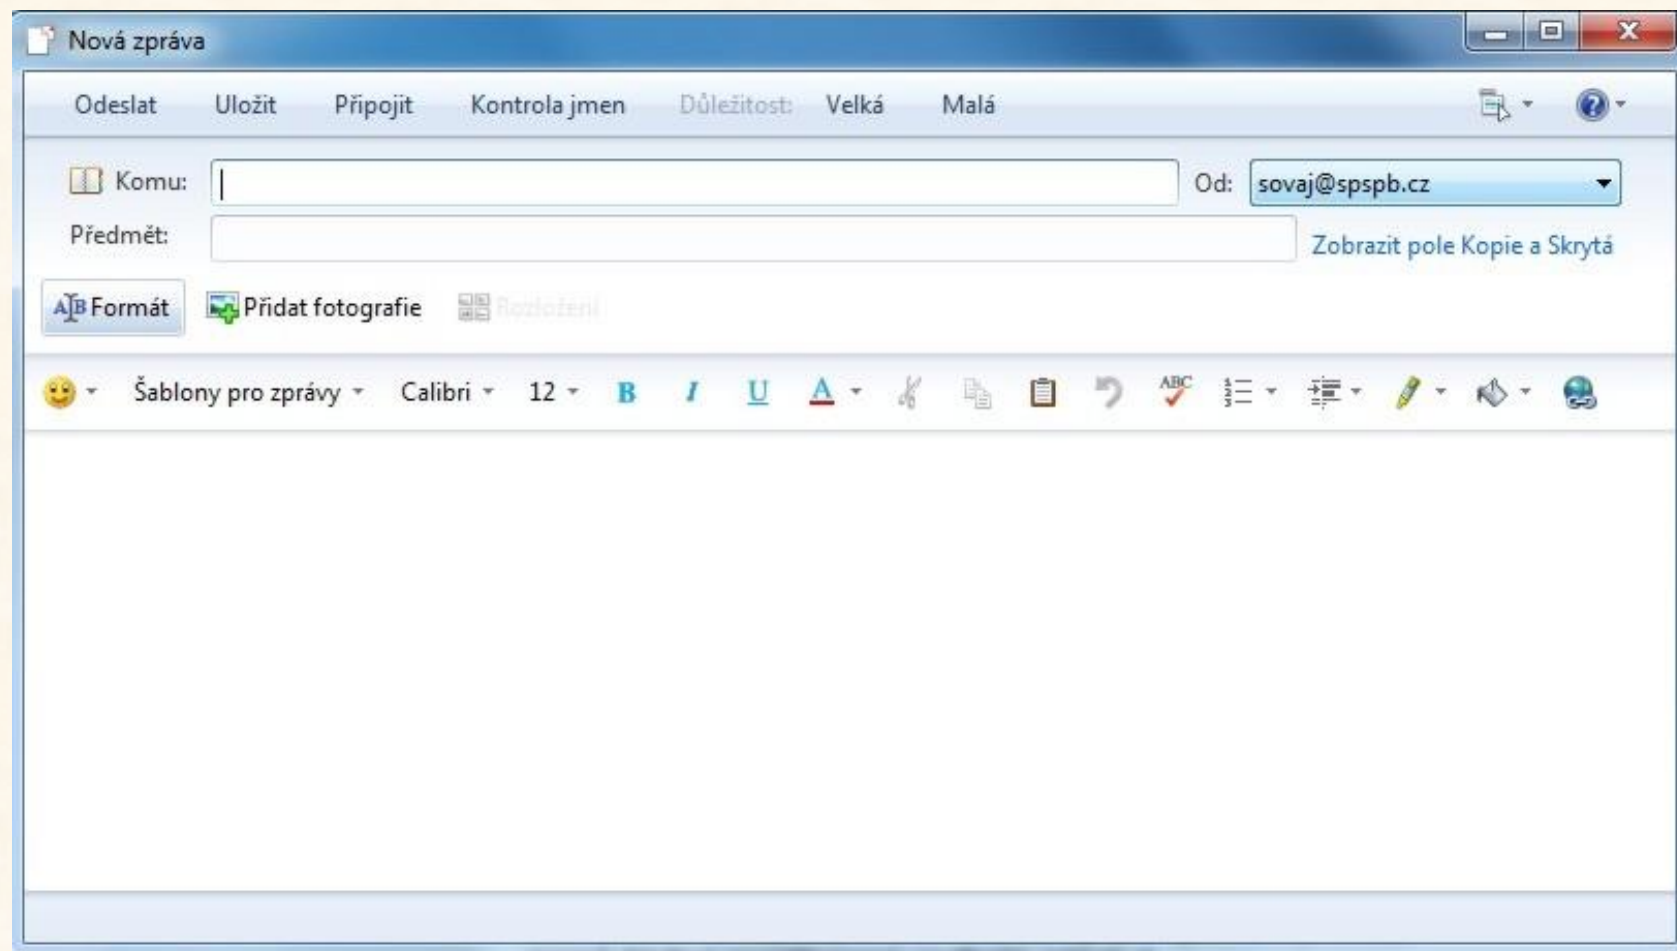 Nová zpráva
Odeslat Uložit Připojit Kontrola jmen Důležitost: Velká Malá
Komu: Od: sovaj@spspb.cz
Předmět: Zobrazit pole Kopie a Skrytá
Formát Přidat fotografie Rozložení
Šablony pro zprávy Calibri 12 B I U A ABC